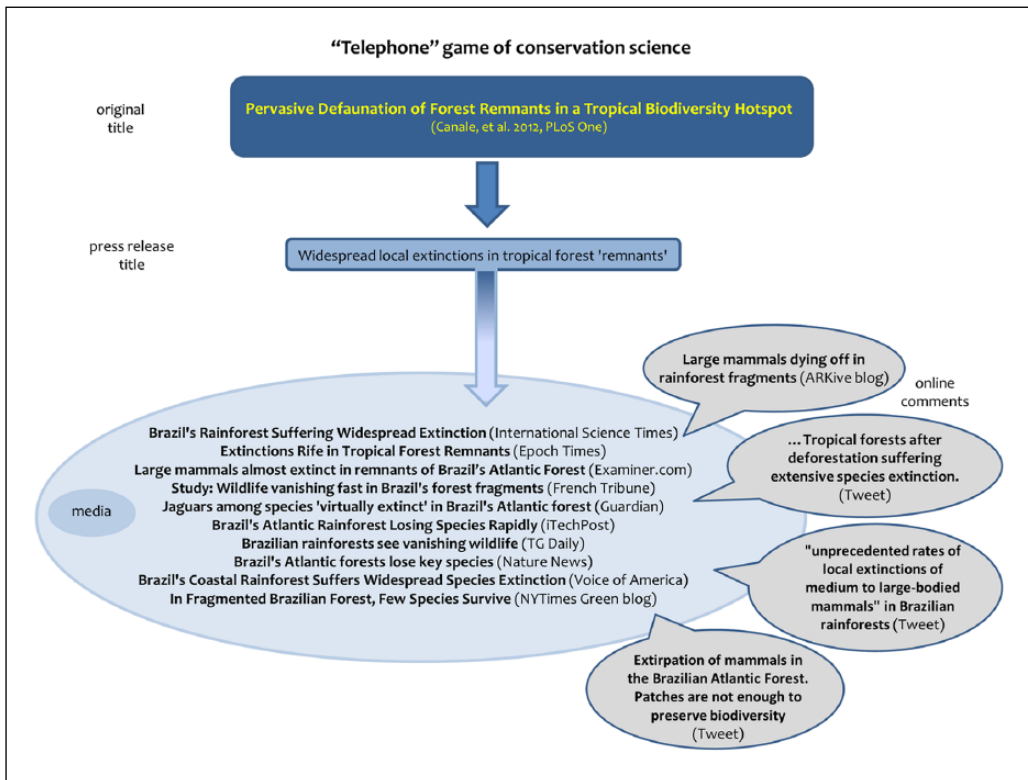 “Telephone” game of conservation science
original
title
Pervasive Defaunation of Forest Remnants in a Tropical Biodiversity Hotspot
(Canale, et al. 2012, PLoS One)
press release
title
Widespread local extinctions in tropical forest 'remnants'
Large mammals dying off in
rainforest fragments (ARKive blog)
online
comments
Brazil's Rainforest Suffering Widespread Extinction (International Science Times)
Extinctions Rife in Tropical Forest Remnants (Epoch Times)
Large mammals almost extinct in remnants of Brazil's Atlantic Forest (Examiner.com)
Study: Wildlife vanishing fast in Brazil's forest fragments (French Tribune)
Jaguars among species 'virtually extinct' in Brazil's Atlantic forest (Guardian)
Brazil's Atlantic Rainforest Losing Species Rapidly (iTechPost)
Brazilian rainforests see vanishing wildlife (TG Daily)
Brazil's Atlantic forests lose key species (Nature News)
Brazil's Coastal Rainforest Suffers Widespread Species Extinction (Voice of America)
In Fragmented Brazilian Forest, Few Species Survive (NYTimes Green blog)
media
... Tropical forests after
deforestation suffering
extensive species extinction.
(Tweet)
"unprecedented rates of
local extinctions of
medium to large-bodied
mammals" in Brazilian
rainforests (Tweet)
Extirpation of mammals in
the Brazilian Atlantic Forest.
Patches are not enough to
preserve biodiversity
(Tweet)